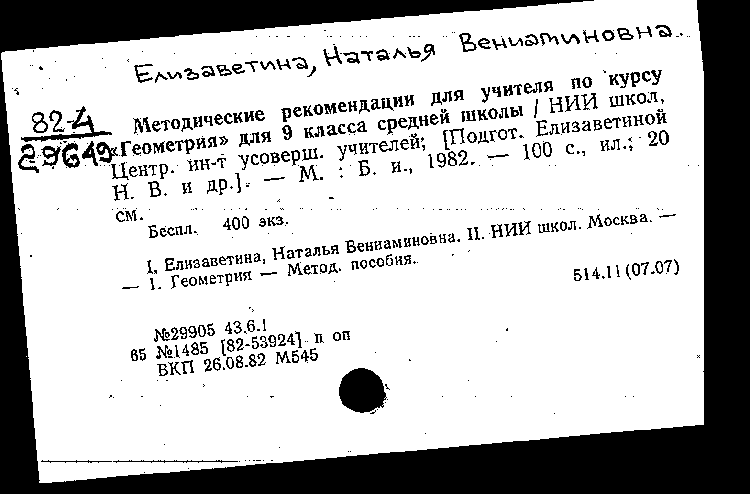 Елизаветина, Наталья Вениаминовна.
82-4
29649
Методические рекомендации для учителя по курсу
«Геометрия» для 9 класса средней школы / НИИ школ,
Центр. ин-т усоверш. учителей; [Подгот. Елизаветиной
Н. В. и др.]. — М. : Б. и., 1982. — 100 с., ил.; 20
см.
Беспл. 400 экз.
I. Елизаветина, Наталья Вениаминовна. II. НИИ школ. Москва. —
— 1. Геометрия — Метод. пособия.
514.11(07.07)
№29905 43.6.1
65 №1485 [82-53924] п оп
ВКП 26.08.82 М545